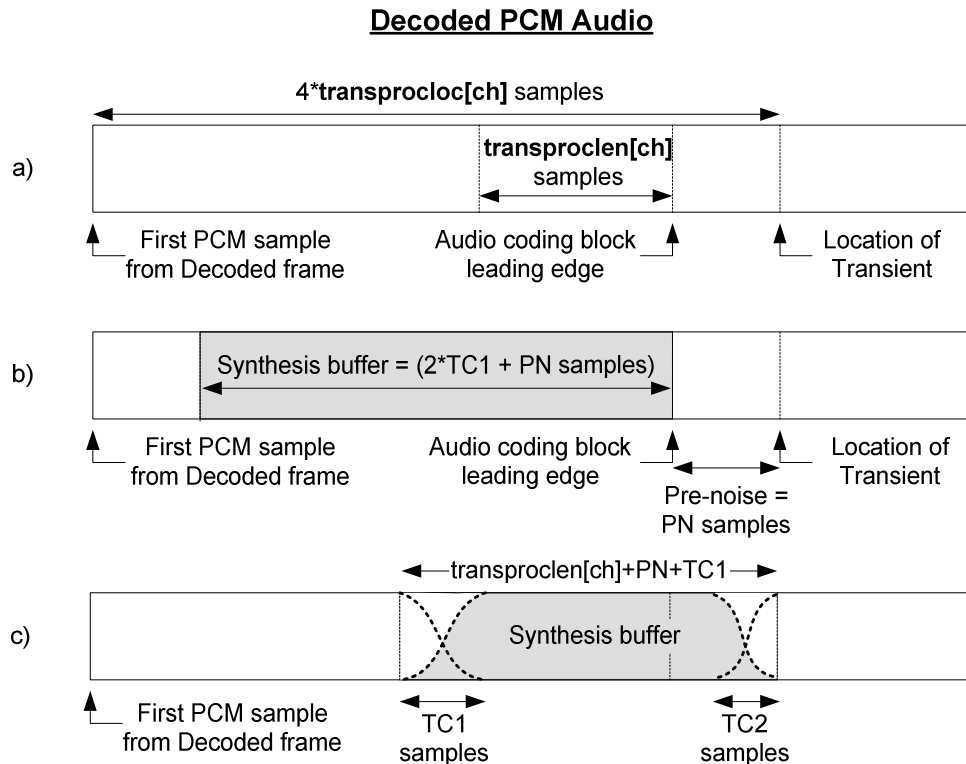 Decoded PCM Audio
4*transprocloc[ch] samples
a)
transproclen[ch]
samples
First PCM sample
from Decoded frame
Audio coding block
leading edge
Location of
Transient
b)
Synthesis buffer = (2*TC1 + PN samples)
First PCM sample
from Decoded frame
Audio coding block
leading edge
Location of
Transient
Pre-noise =
PN samples
transproclen[ch]+PN+TC1
c)
Synthesis buffer
First PCM sample
from Decoded frame
TC1
samples
TC2
samples